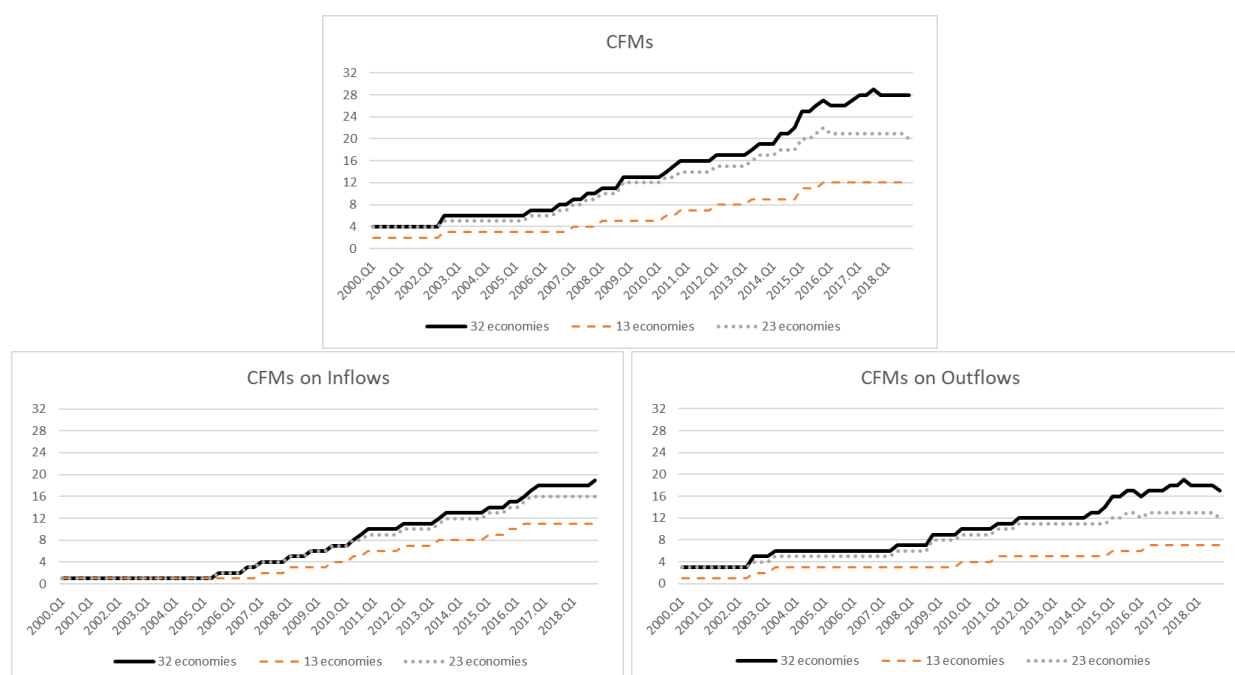 CFMs
32
28
24
20
16
12
8
4
0
2000.Q1
2001.Q1
2002.Q1
2003.Q1
2004.Q1
2005.Q1
2006.Q1
2007.Q1
2008.Q1
2009.Q1
2010.Q1
2011.Q1
2012.Q1
2013.Q1
2014.Q1
2015.Q1
2016.Q1
2017.Q1
2018.Q1
32 economies 13 economies 23 economies
CFMs on Inflows
32
28
24
20
16
12
8
4
0
2000.Q1
2001.Q1
2002.Q1
2003.Q1
2004.Q1
2005.Q1
2006.Q1
2007.Q1
2008.Q1
2009.Q1
2010.Q1
2011.Q1
2012.Q1
2013.Q1
2014.Q1
2015.Q1
2016.Q1
2017.Q1
2018.Q1
32 economies 13 economies 23 economies
CFMs on Outflows
32
28
24
20
16
12
8
4
0
2000.Q1
2001.Q1
2002.Q1
2003.Q1
2004.Q1
2005.Q1
2006.Q1
2007.Q1
2008.Q1
2009.Q1
2010.Q1
2011.Q1
2012.Q1
2013.Q1
2014.Q1
2015.Q1
2016.Q1
2017.Q1
2018.Q1
32 economies 13 economies 23 economies